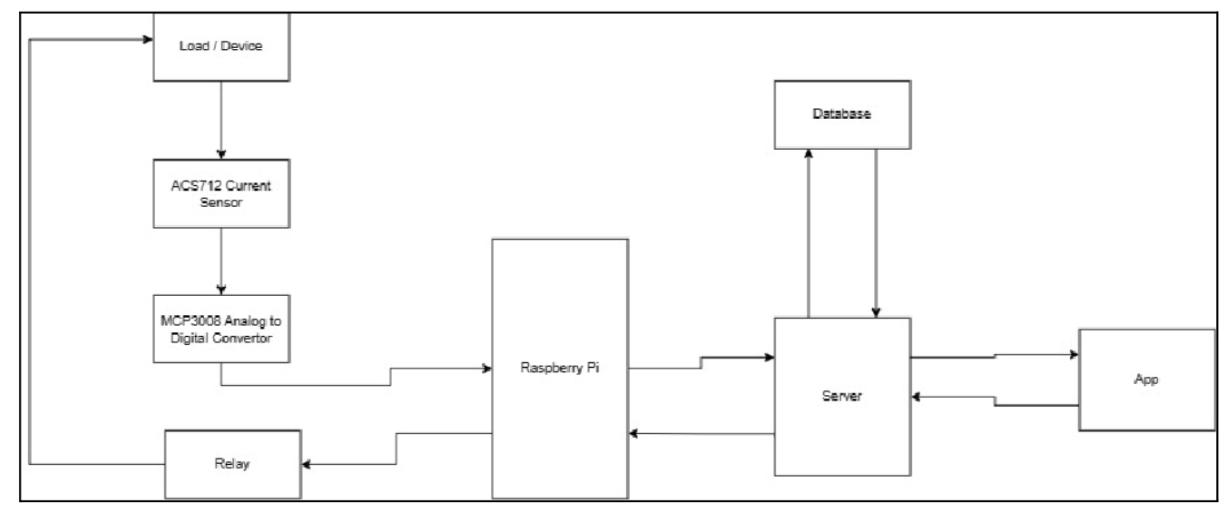 Load / Device
Database
ACS712 Current
Sensor
MCP3008 Analog to
Digital Convertor
Raspberry Pi
Server
App
Relay